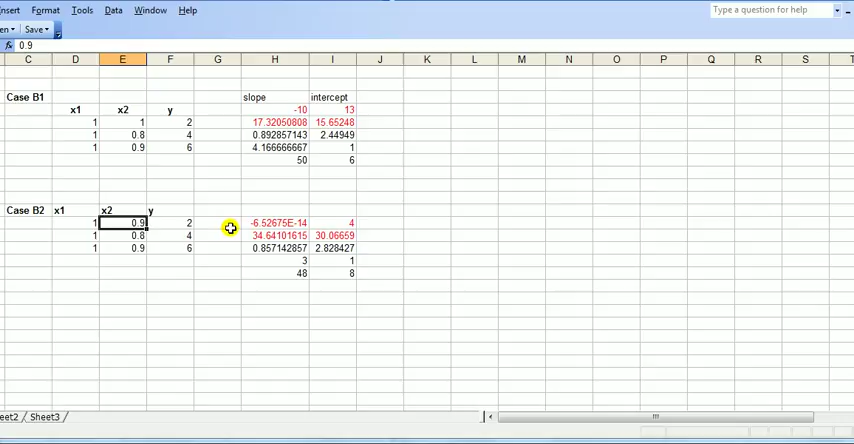 nsert Format Tools Data Window Help Type a question for help
en Save
fx 0.9
C D E F G H I J K L M N O P Q R S T
Case B1 slope intercept
x1 x2 y -10 13
1 1 2 17.32050808 15.65248
1 0.8 4 0.892857143 2.44949
1 0.9 6 4.166666667 1
50 6
Case B2 x1 x2 y
1 0.9 2 -6.52675E-14 4
1 0.8 4 34.64101615 30.06659
1 0.9 6 0.857142857 2.828427
3 1
48 8
eet2 Sheet3